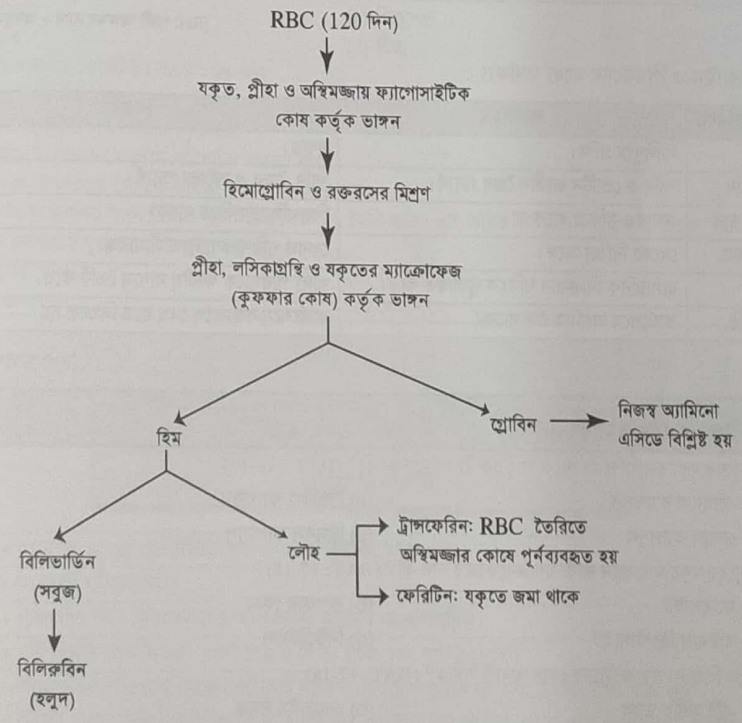 RBC (120 দিন)
যকৃত, প্লীহা ও অস্থিমজ্জায় ফ্যাগোসাইটিক
কোষ কর্তৃক ভাঙ্গন
হিমোগ্লোবিন ও রক্তরসের মিশ্রণ
প্লীহা, লসিকাগ্রন্থি ও যকৃতের ম্যাক্রোফেজ
(কুফফার কোষ) কর্তৃক ভাঙ্গন
হিম
গ্লোবিন
নিজস্ব অ্যামিনো
এসিডে বিশ্লিষ্ট হয়
বিলিভার্ডিন
(সবুজ)
লৌহ
ট্রান্সফেরিন: RBC তৈরিতে
অস্থিমজ্জার কোষে পূর্নব্যবহৃত হয়
ফেরিটিন: যকৃতে জমা থাকে
বিলিরুবিন
(হলুদ)